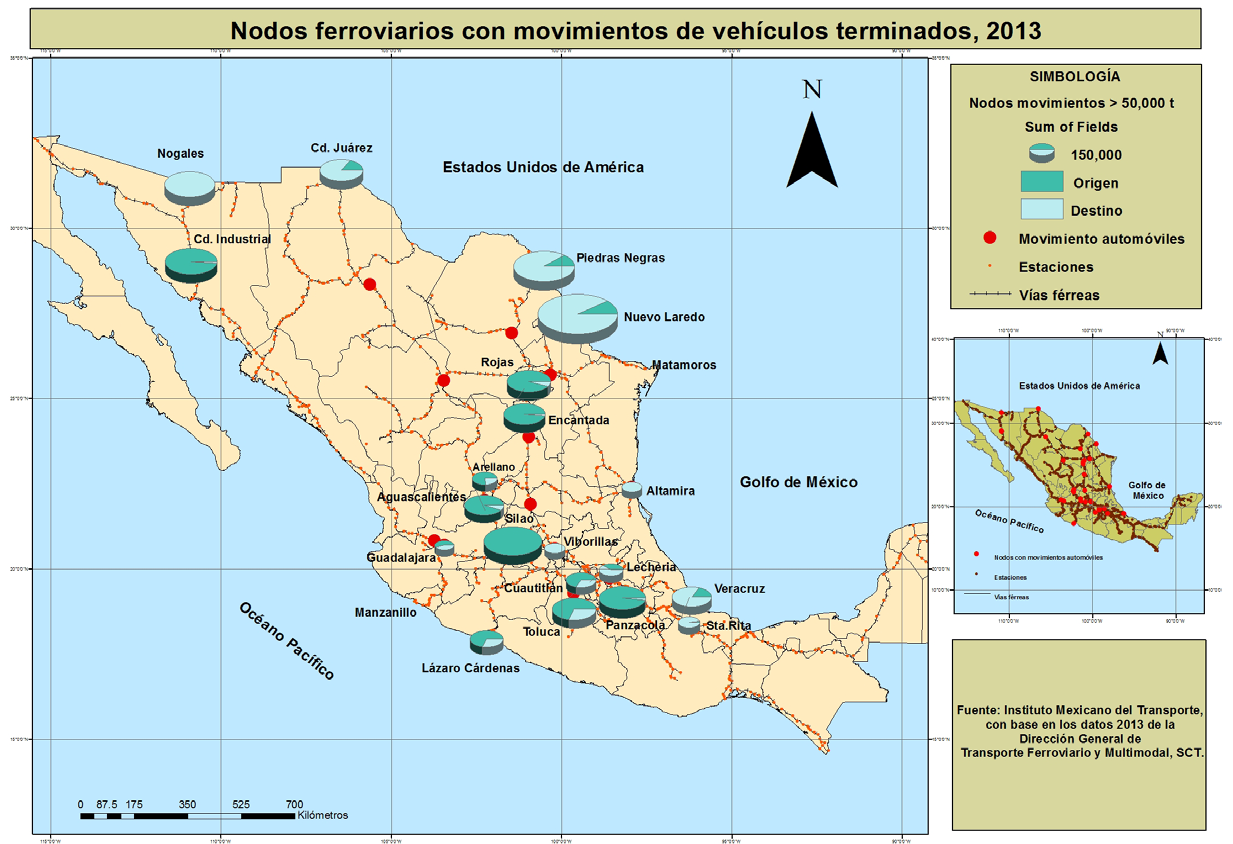 Nodos ferroviarios con movimientos de vehículos terminados, 2013
N
Nogales
Cd. Juárez
Estados Unidos de América
Cd. Industrial
Piedras Negras
Nuevo Laredo
Rojas
Matamoros
Encantada
Arellano
Aguascalientes
Altamira
Golfo de México
Silao
Viborillas
Guadalajara
Lechería
Cuautitlán
Veracruz
Manzanillo
Panzacola
Sta.Rita
Toluca
Lázaro Cárdenas
Océano Pacífico
0 87.5 175 350 525 700
Kilómetros
SIMBOLOGÍA
Nodos movimientos > 50,000 t
Sum of Fields
150,000
Origen
Destino
Movimiento automóviles
Estaciones
Vías férreas
N
Estados Unidos de América
Golfo de
México
Océano Pacífico
Nodos con movimientos automóviles
Estaciones
Vías férreas
Fuente: Instituto Mexicano del Transporte,
con base en los datos 2013 de la
Dirección General de
Transporte Ferroviario y Multimodal, SCT.